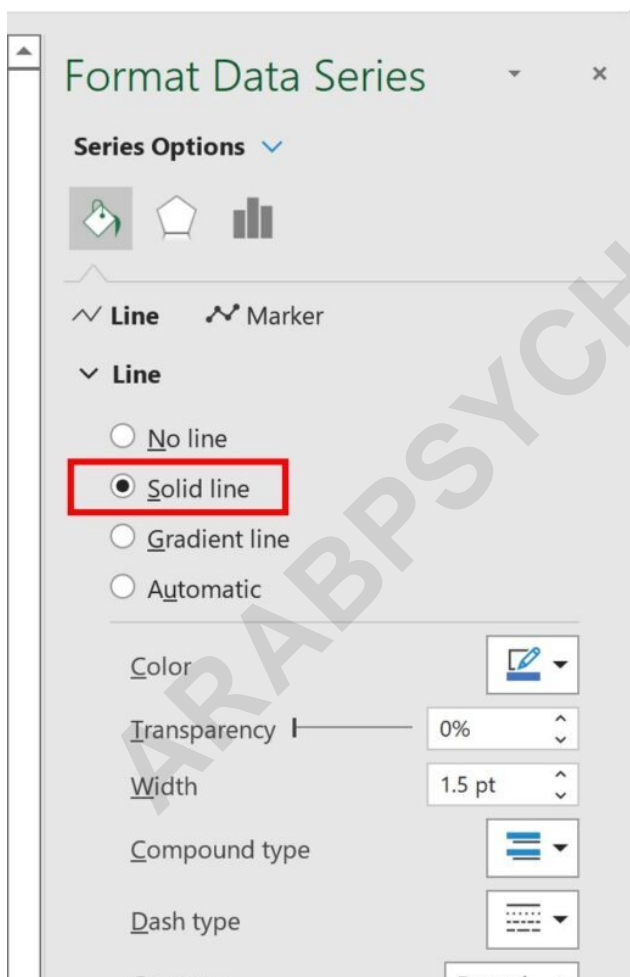 Format Data Series
Series Options
Line Marker
Line
No line
Solid line
Gradient line
Automatic
Color
Transparency 0%
Width 1.5 pt
Compound type
Dash type
ARABPSYCH